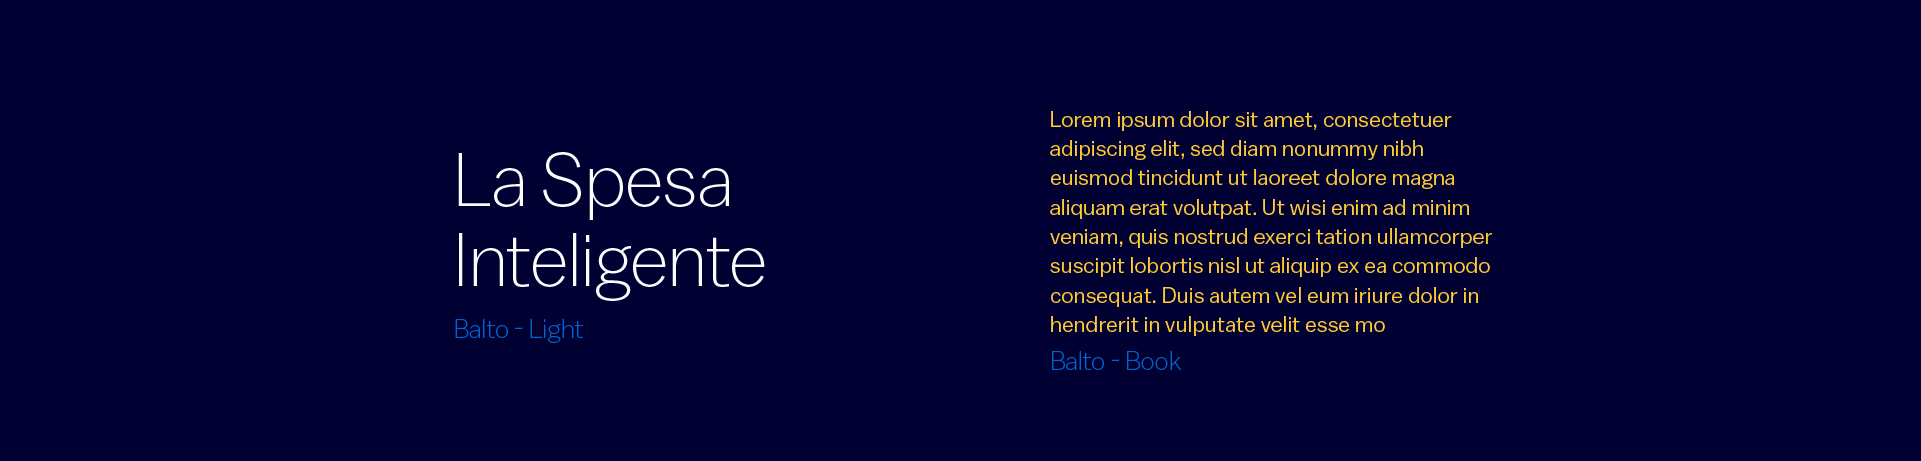 La Spesa
Inteligente
Balto - Light
Lorem ipsum dolor sit amet, consectetuer
adipiscing elit, sed diam nonummy nibh
euismod tincidunt ut laoreet dolore magna
aliquam erat volutpat. Ut wisi enim ad minim
veniam, quis nostrud exerci tation ullamcorper
suscipit lobortis nisl ut aliquip ex ea commodo
consequat. Duis autem vel eum iriure dolor in
hendrerit in vulputate velit esse mo
Balto - Book